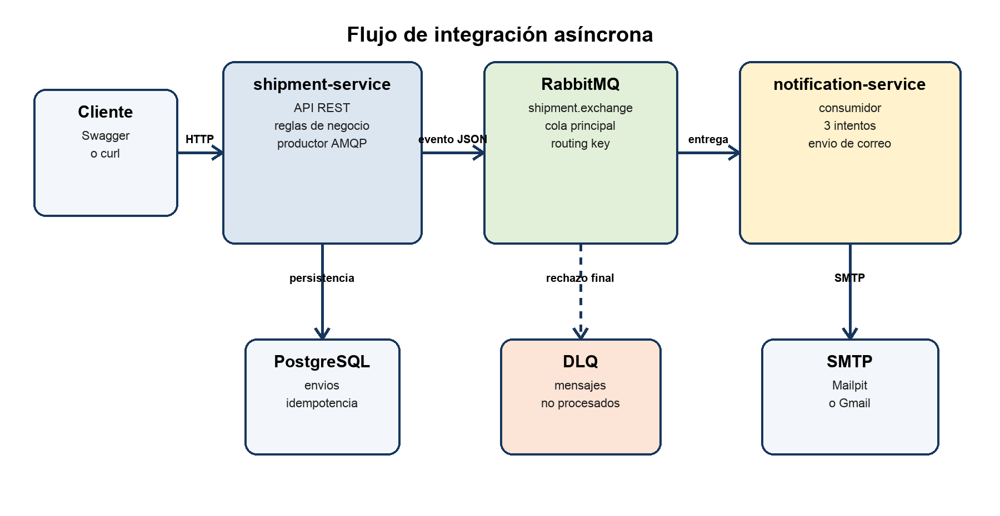 Flujo de integración asíncrona
Cliente
Swagger
o curl
HTTP
shipment-service
API REST
reglas de negocio
productor AMQP
evento JSON
RabbitMQ
shipment.exchange
cola principal
routing key
entrega
notification-service
consumidor
3 intentos
envio de correo
persistencia
rechazo final
SMTP
PostgreSQL
envios
idempotencia
DLQ
mensajes
no procesados
SMTP
Mailpit
o Gmail